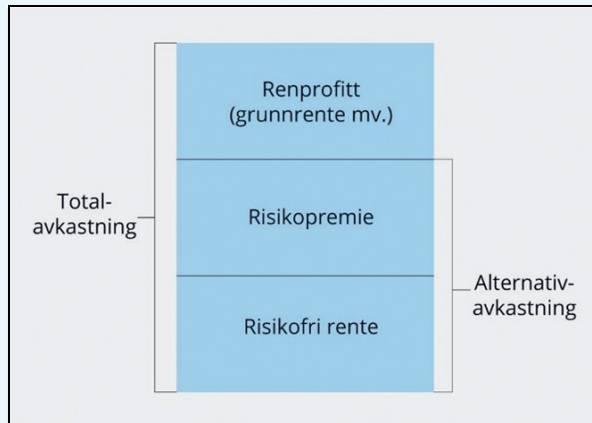 Renprofitt
(grunnrente mv.)
Total-
avkastning
Risikopremie
Alternativ-
avkastning
Risikofri rente